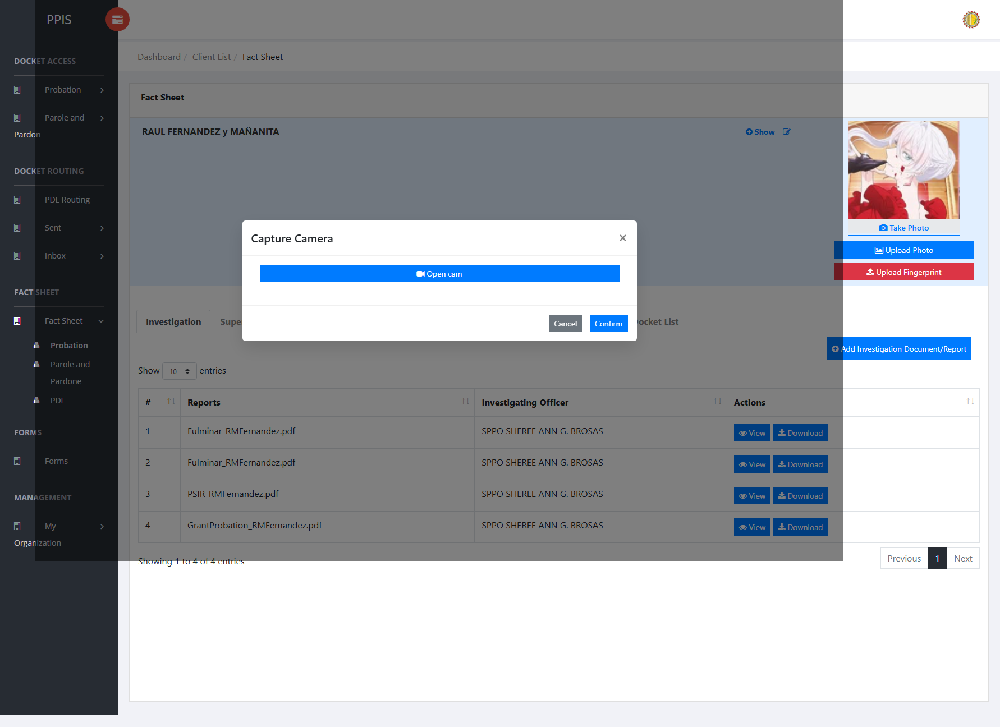 PPIS
DOCKET ACCESS
Probation
Parole and
Pardon
DOCKET ROUTING
PDL Routing
Sent
Inbox
FACT SHEET
Fact Sheet
Probation
Parole and
Pardone
PDL
FORMS
Forms
MANAGEMENT
My
Organization
Dashboard / Client List / Fact Sheet
Fact Sheet
RAUL FERNANDEZ y MAÑANITA
Show
Take Photo
Upload Photo
Upload Fingerprint
Capture Camera ×
Open cam
Cancel Confirm
Investigation
Docket List
Add Investigation Document/Report
Show 10 entries
# Reports Investigating Officer Actions
1 Fulminar_RMFernandez.pdf SPPO SHEREE ANN G. BROSAS View Download
2 Fulminar_RMFernandez.pdf SPPO SHEREE ANN G. BROSAS View Download
3 PSIR_RMFernandez.pdf SPPO SHEREE ANN G. BROSAS View Download
4 GrantProbation_RMFernandez.pdf SPPO SHEREE ANN G. BROSAS View Download
Showing 1 to 4 of 4 entries
Previous 1 Next